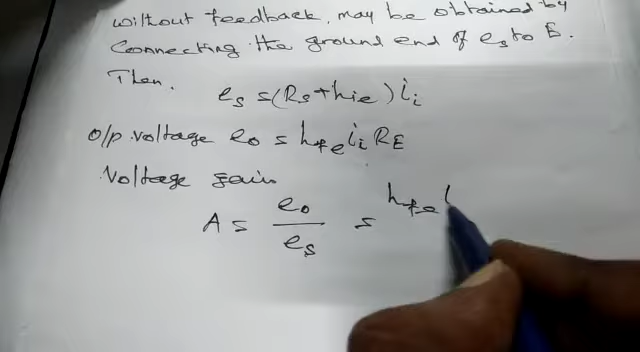 without feedback, may be obtained by
Connecting the ground end of es to E.
Then.
es = (Rs+hie) ii
o/p voltage eo = hfe ii RE
Voltage gain
A = eo / es = hfe